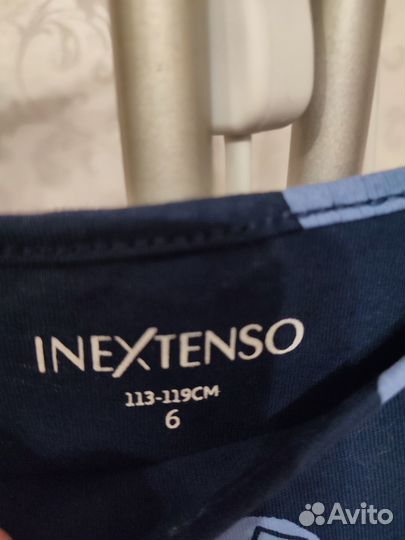 INEXTENSO
113-119CM
6
Avito